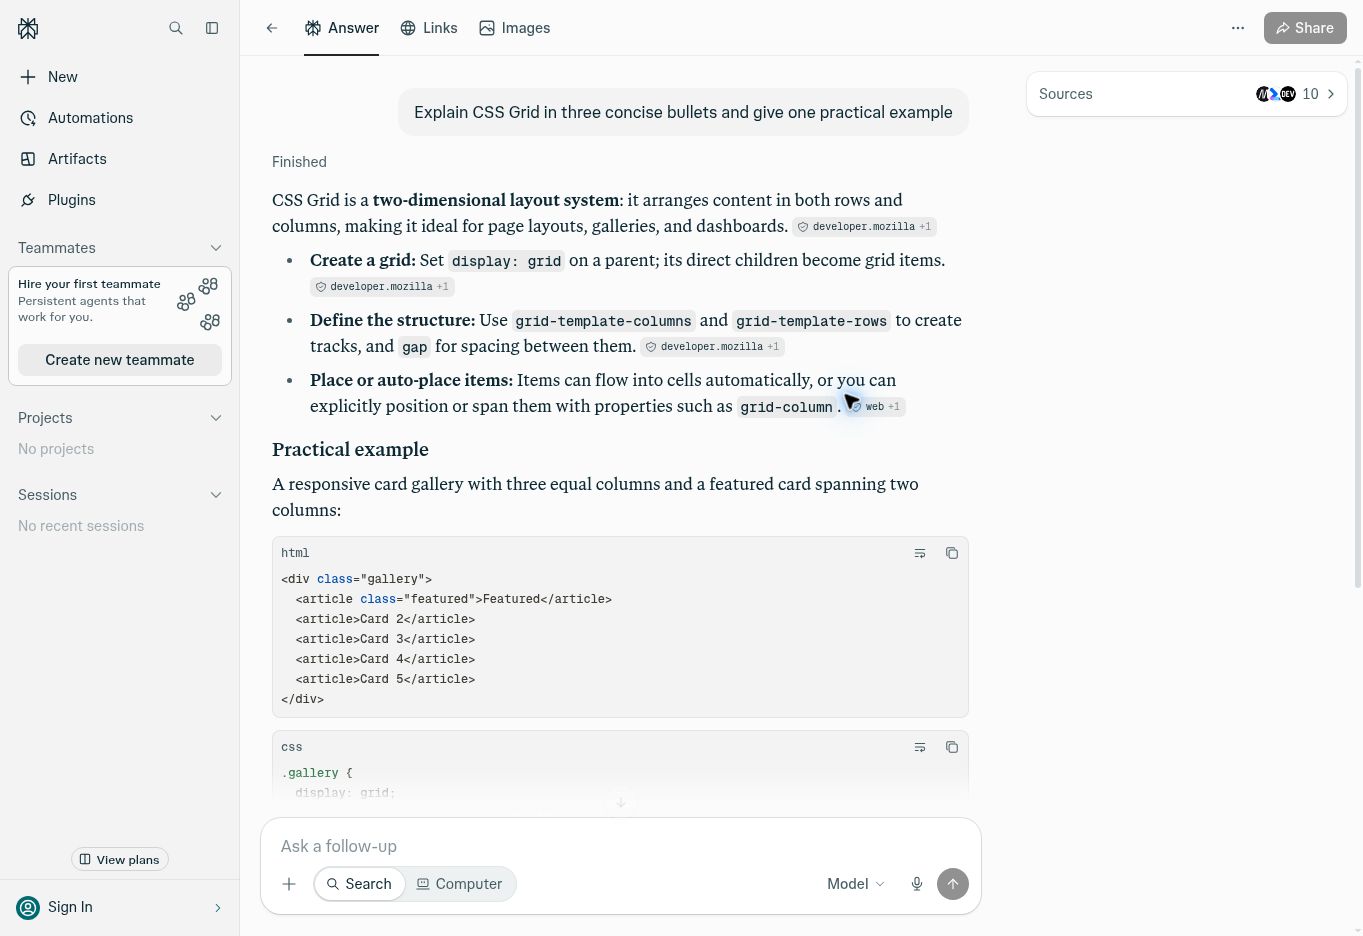 New
Automations
Artifacts
Plugins
Teammates
Hire your first teammate
Persistent agents that
work for you.
Create new teammate
Projects
No projects
Sessions
No recent sessions
View plans
Sign In
Answer
Links
Images
Share
Sources
DEV
10
Explain CSS Grid in three concise bullets and give one practical example
Finished
CSS Grid is a two-dimensional layout system: it arranges content in both rows and
columns, making it ideal for page layouts, galleries, and dashboards. developer.mozilla +1
• Create a grid: Set display: grid on a parent; its direct children become grid items.
developer.mozilla +1
• Define the structure: Use grid-template-columns and grid-template-rows to create
tracks, and gap for spacing between them. developer.mozilla +1
• Place or auto-place items: Items can flow into cells automatically, or you can
explicitly position or span them with properties such as grid-column. web +1
Practical example
A responsive card gallery with three equal columns and a featured card spanning two
columns:
html
<div class="gallery">
  <article class="featured">Featured</article>
  <article>Card 2</article>
  <article>Card 3</article>
  <article>Card 4</article>
  <article>Card 5</article>
</div>
css
.gallery {
  display: grid;
Ask a follow-up
Search
Computer
Model